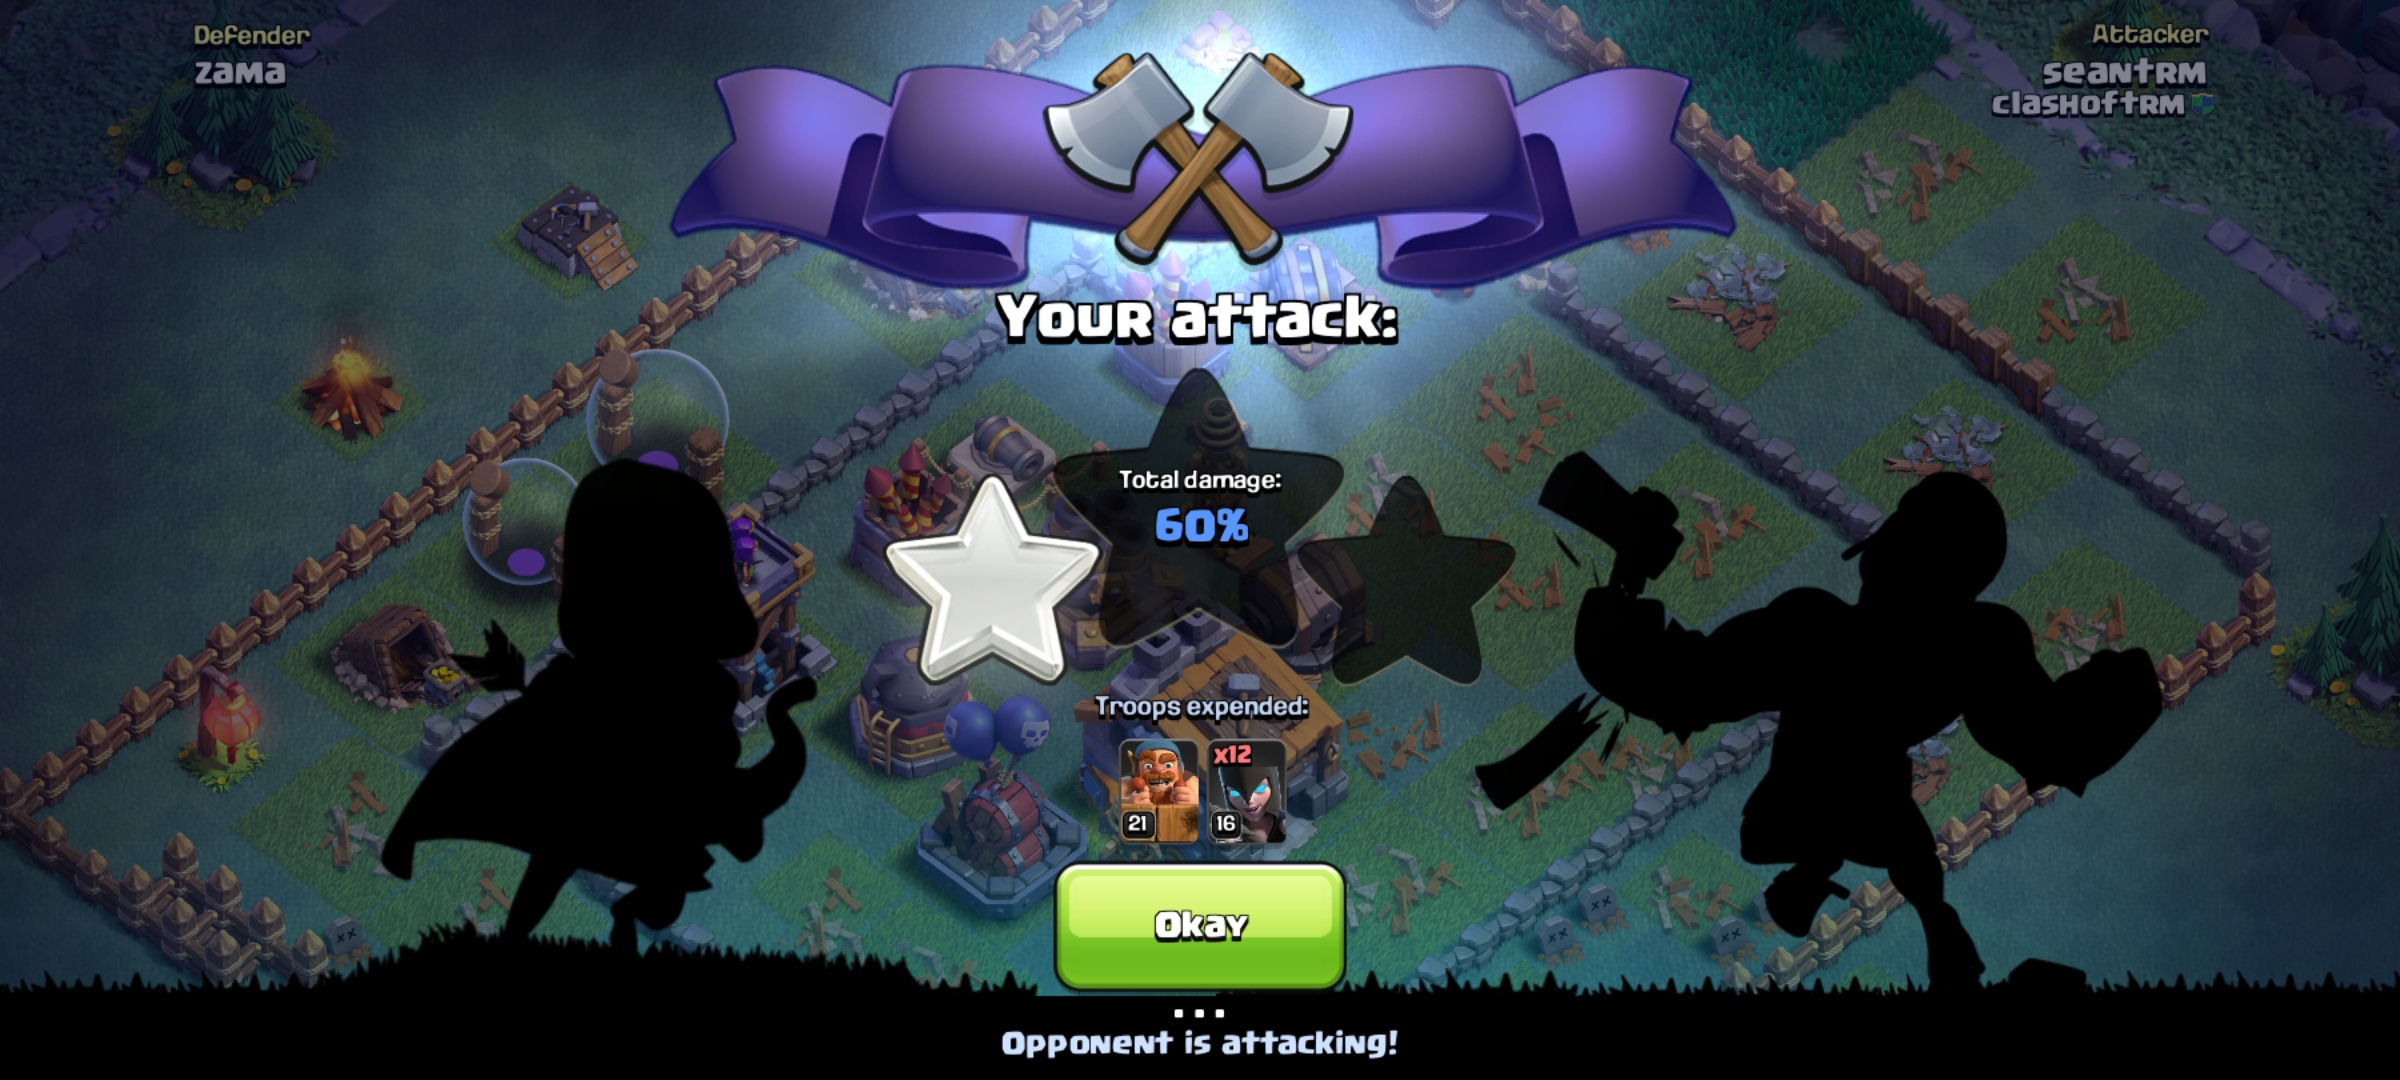 Defender
zama
Attacker
seantRM
clashoftRM
Your attack:
Total damage:
60%
Troops expended:
x12
21
16
Okay
...
Opponent is attacking!